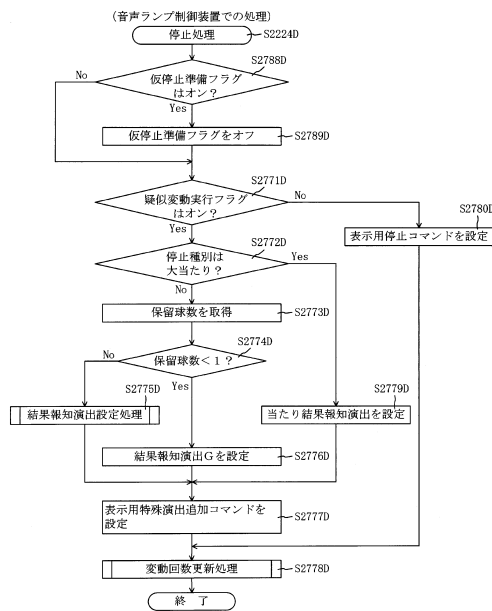 (音声ランプ制御装置での処理)
停止処理
S2224D
S2788D
No
仮停止準備フラグ
はオン？
Yes
仮停止準備フラグをオフ
S2789D
S2771D
疑似変動実行フラグ
はオン？
No
Yes
S2780D
表示用停止コマンドを設定
S2772D
停止種別は
大当たり？
Yes
No
保留球数を取得
S2773D
S2774D
No
保留球数＜１？
Yes
S2775D
結果報知演出設定処理
S2779D
当たり結果報知演出を設定
結果報知演出Ｇを設定
S2776D
表示用特殊演出追加コマンドを
設定
S2777D
変動回数更新処理
S2778D
終 了